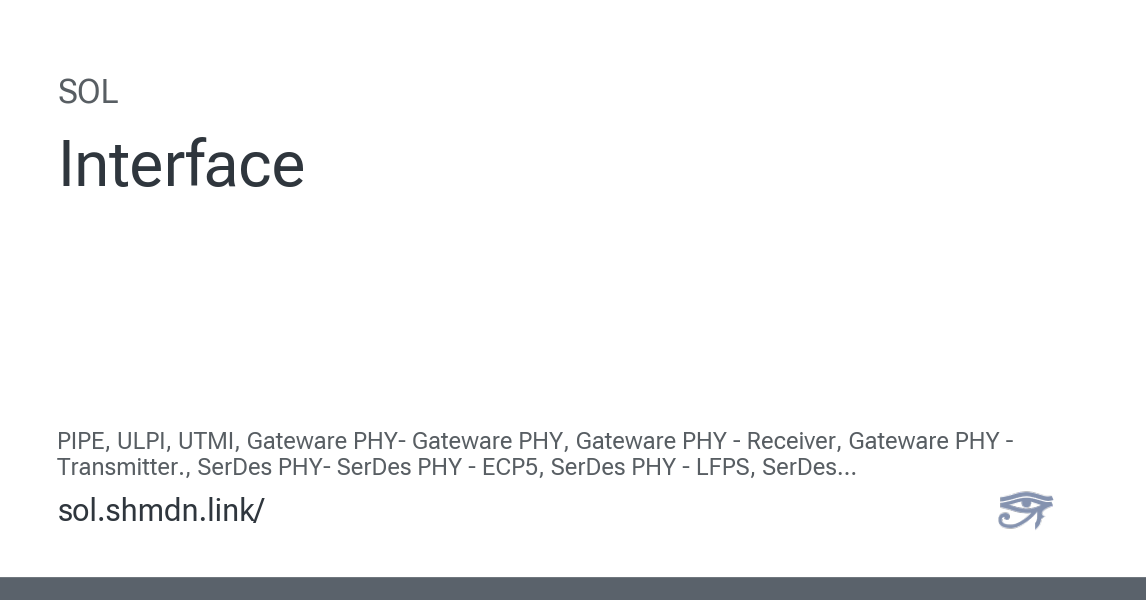 SOL
Interface
PIPE, ULPI, UTMI, Gateware PHY- Gateware PHY, Gateware PHY - Receiver, Gateware PHY -
Transmitter., SerDes PHY- SerDes PHY - ECP5, SerDes PHY - LFPS, SerDes...
sol.shmdn.link/